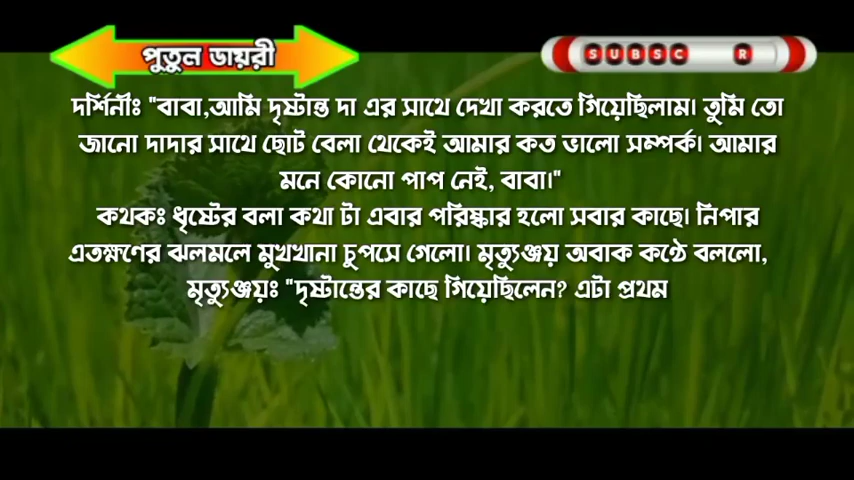 পুতুল ডায়রী
SUBSC R
দর্শিনীঃ "বাবা,আমি দৃষ্টান্ত দা এর সাথে দেখা করতে গিয়েছিলাম। তুমি তো
জানো দাদার সাথে ছোট বেলা থেকেই আমার কত ভালো সম্পর্ক। আমার
মনে কোনো পাপ নেই, বাবা।"
কথকঃ ধৃষ্টের বলা কথা টা এবার পরিষ্কার হলো সবার কাছে। নিপার
এতক্ষণের ঝলমলে মুখখানা চুপসে গেলো। মৃত্যুঞ্জয় অবাক কণ্ঠে বললো,
মৃত্যুঞ্জয়ঃ "দৃষ্টান্তের কাছে গিয়েছিলেন? এটা প্রথম